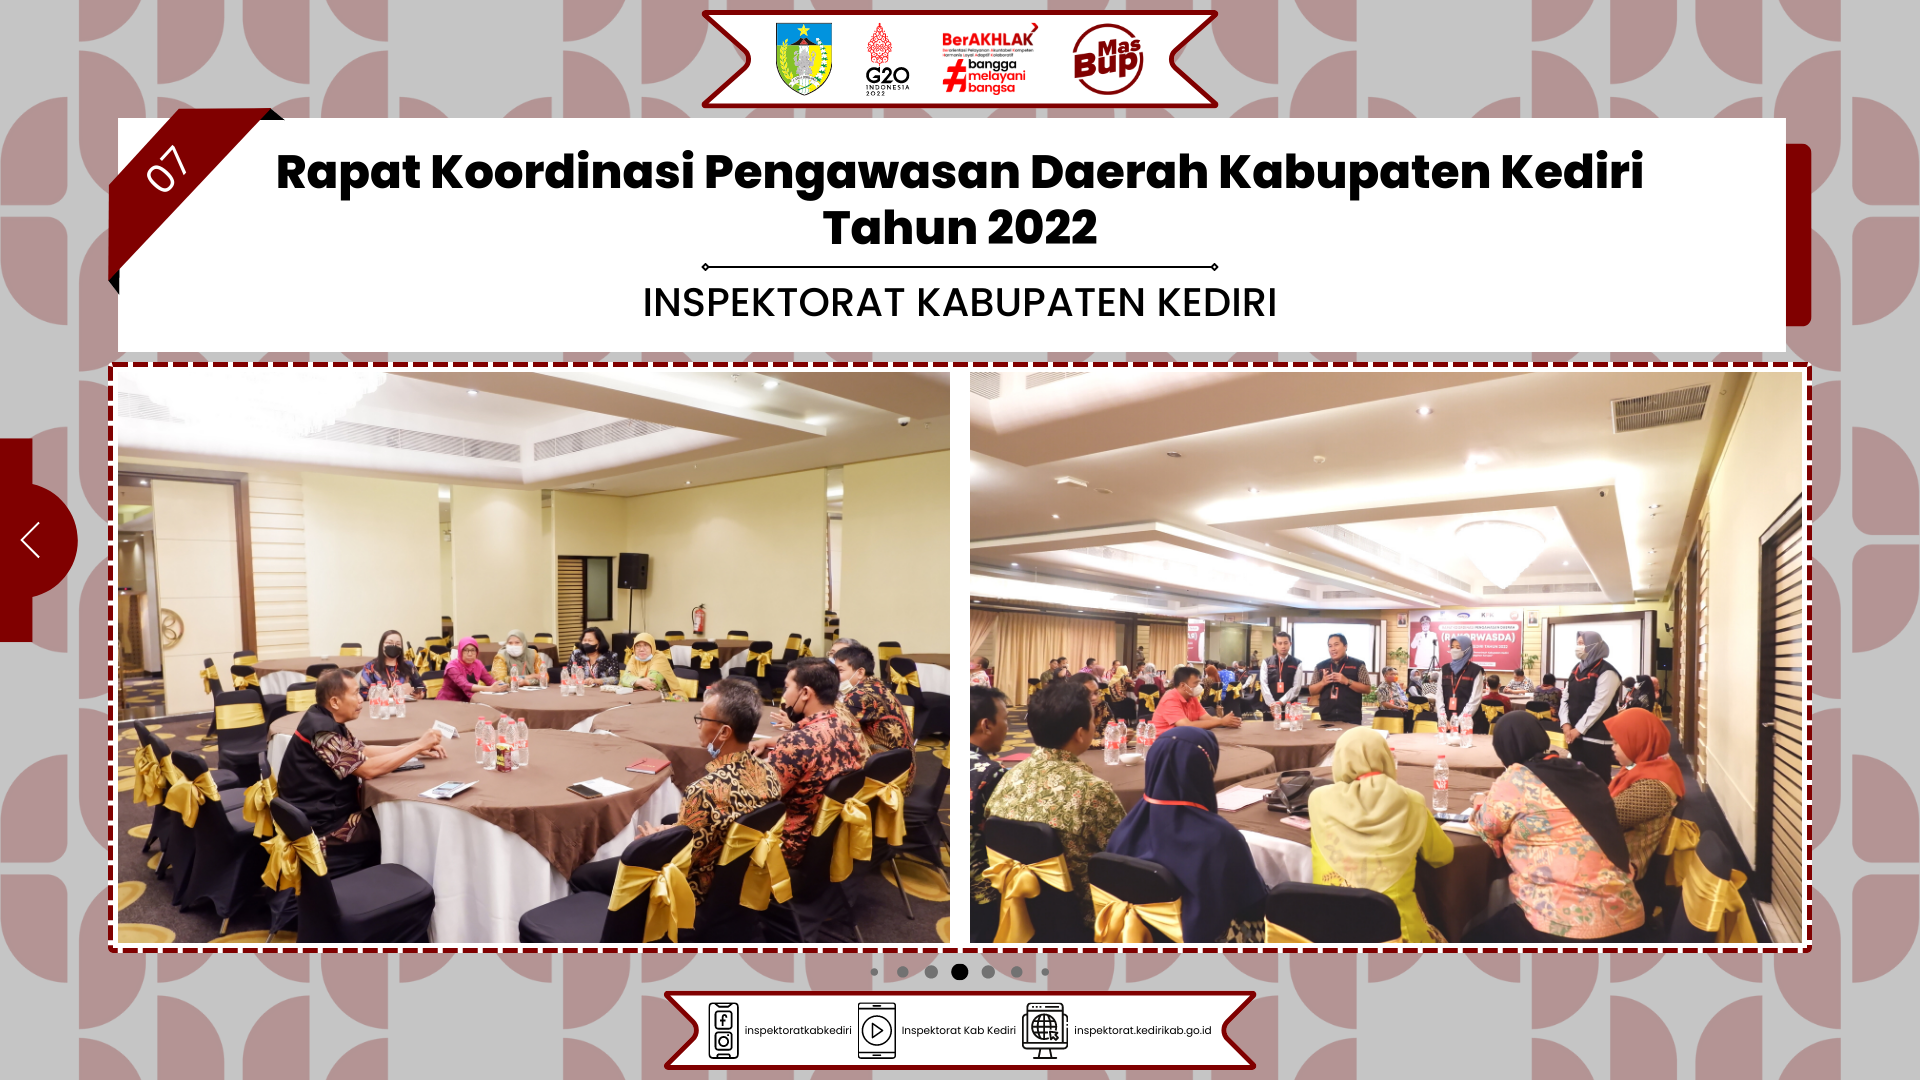 G20
INDONESIA
2022
BerAKHLAK
#bangga
melayani
bangsa
Mas
Bup
07
Rapat Koordinasi Pengawasan Daerah Kabupaten Kediri
Tahun 2022
INSPEKTORAT KABUPATEN KEDIRI
(RAKORWASDA)
inspektoratkabkediri
Inspektorat Kab Kediri
inspektorat.kedirikab.go.id